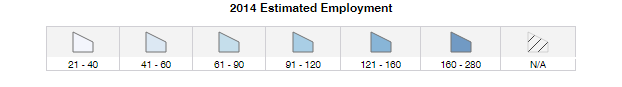 2014 Estimated Employment
21 - 40 41 - 60 61 - 90 91 - 120 121 - 160 160 - 280 N/A